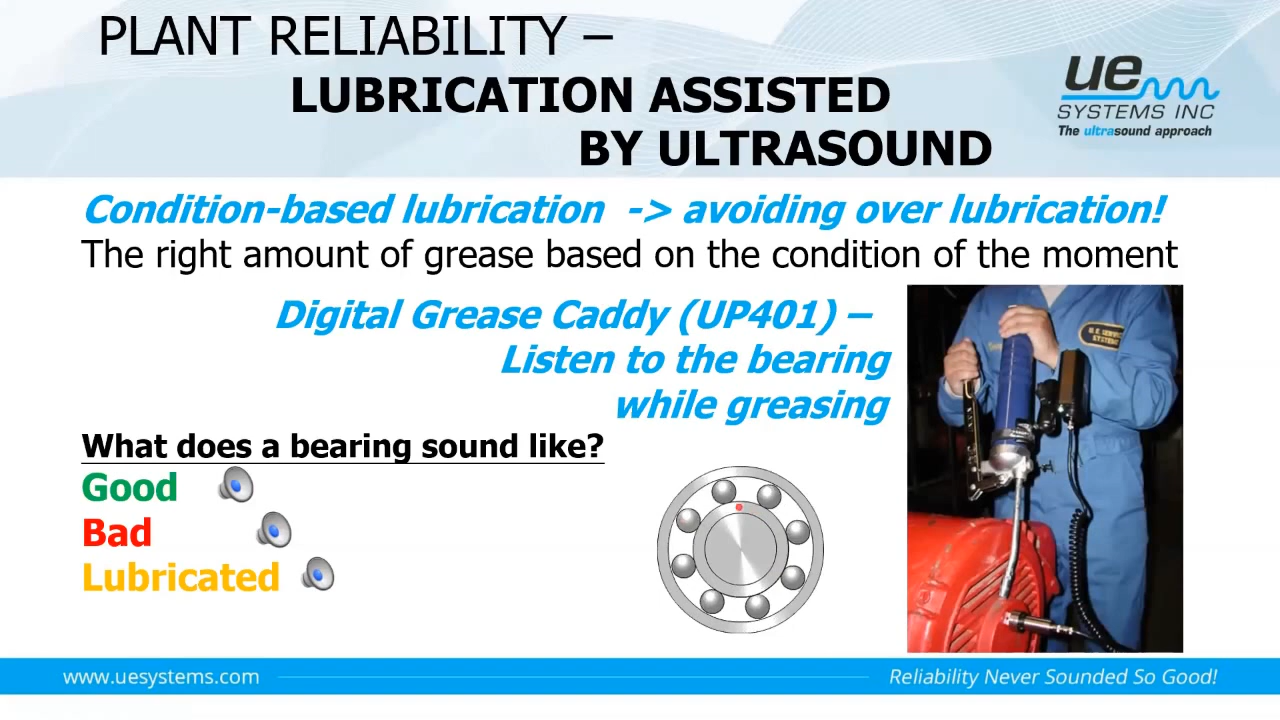 PLANT RELIABILITY –
LUBRICATION ASSISTED
BY ULTRASOUND
ue
SYSTEMS INC
The ultrasound approach
Condition-based lubrication -> avoiding over lubrication!
The right amount of grease based on the condition of the moment
Digital Grease Caddy (UP401) –
Listen to the bearing
while greasing
What does a bearing sound like?
Good
Bad
Lubricated
www.uesystems.com
Reliability Never Sounded So Good!